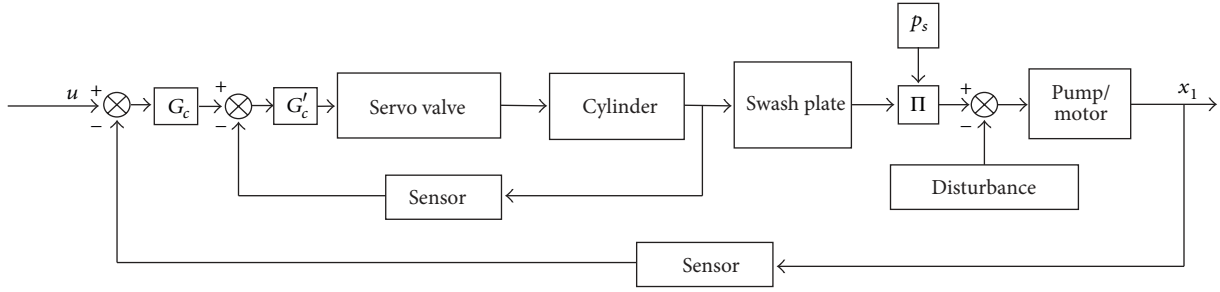 p_s
u
+
−
G_c
+
−
G'_c
Servo valve
Cylinder
Swash plate
Π
+
−
Pump/
motor
x_1
Sensor
Disturbance
Sensor